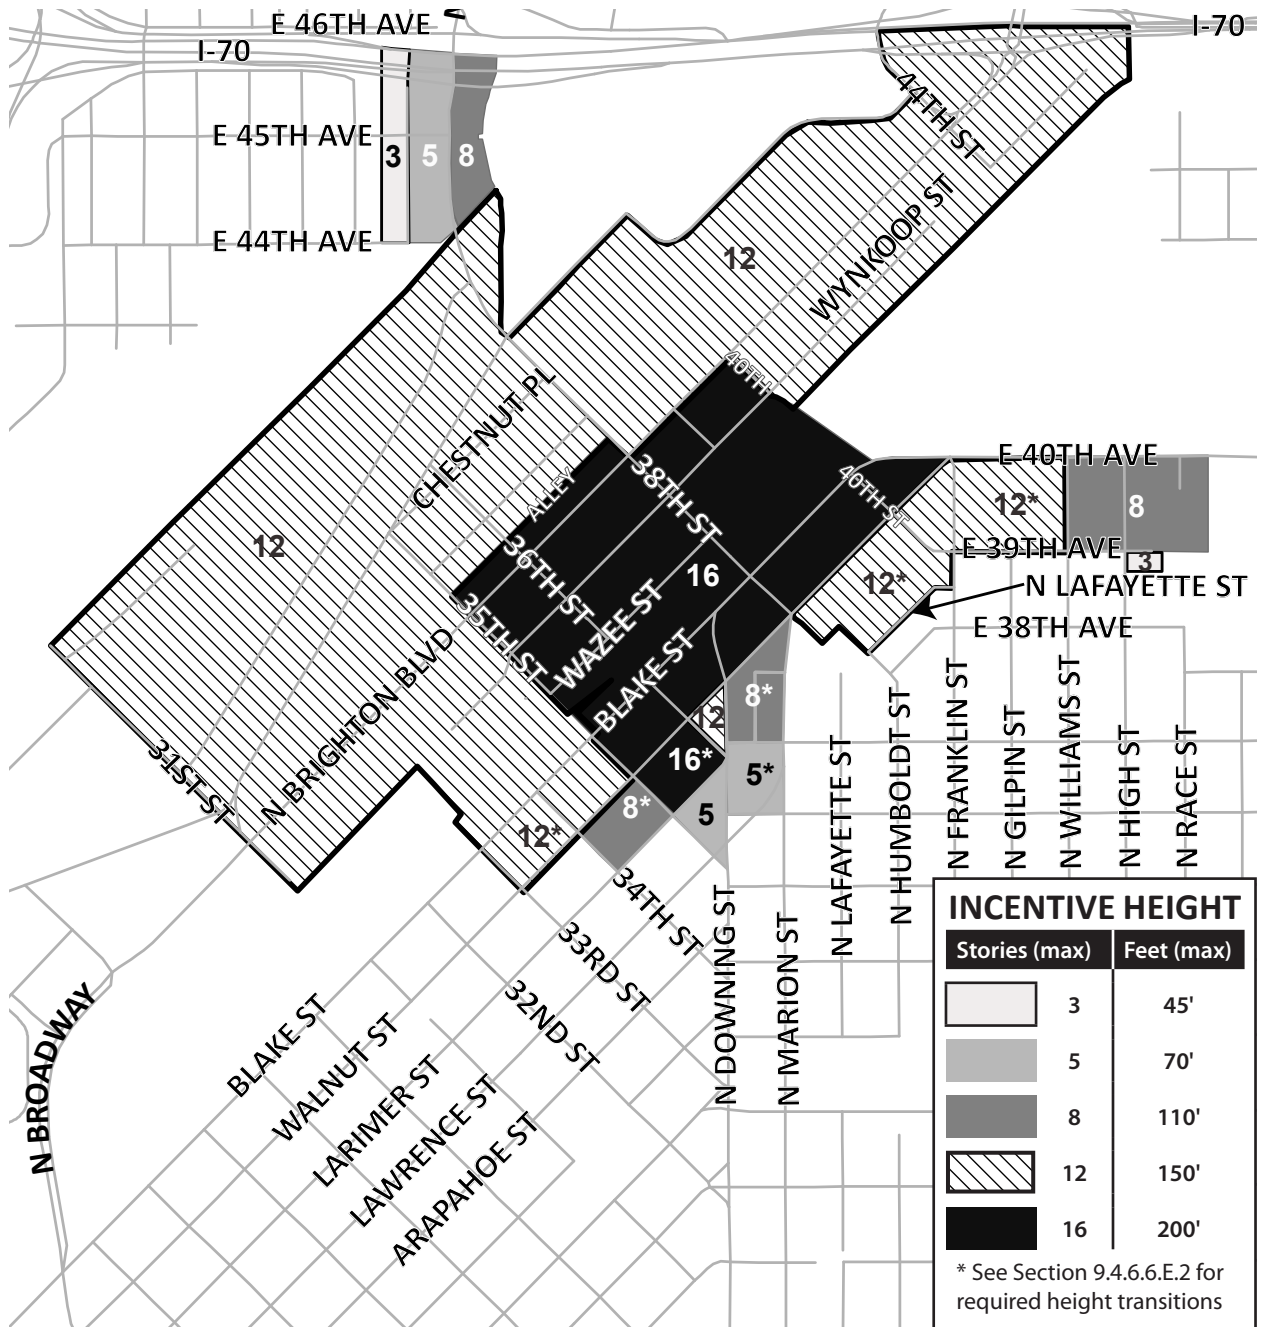 E 46TH AVE
I-70
I-70
E 45TH AVE
3
5
8
44TH ST
E 44TH AVE
12
WYNKOOP ST
40TH
CHESTNUT PL
38TH ST
ALLEY
40TH ST
E 40TH AVE
12*
8
12
36TH ST
E 39TH AVE
3
16
12*
N LAFAYETTE ST
35TH ST
WAZEE ST
E 38TH AVE
BLAKE ST
N BRIGHTON BLVD
8*
12
16*
5*
31ST ST
8*
5
12*
N LAFAYETTE ST
N HUMBOLDT ST
N FRANKLIN ST
N GILPIN ST
N WILLIAMS ST
N HIGH ST
N RACE ST
34TH ST
33RD ST
32ND ST
N DOWNING ST
N MARION ST
N BROADWAY
BLAKE ST
WALNUT ST
LARIMER ST
LAWRENCE ST
ARAPAHOE ST
INCENTIVE HEIGHT
Stories (max) Feet (max)
3 45'
5 70'
8 110'
12 150'
16 200'
* See Section 9.4.6.6.E.2 for
required height transitions